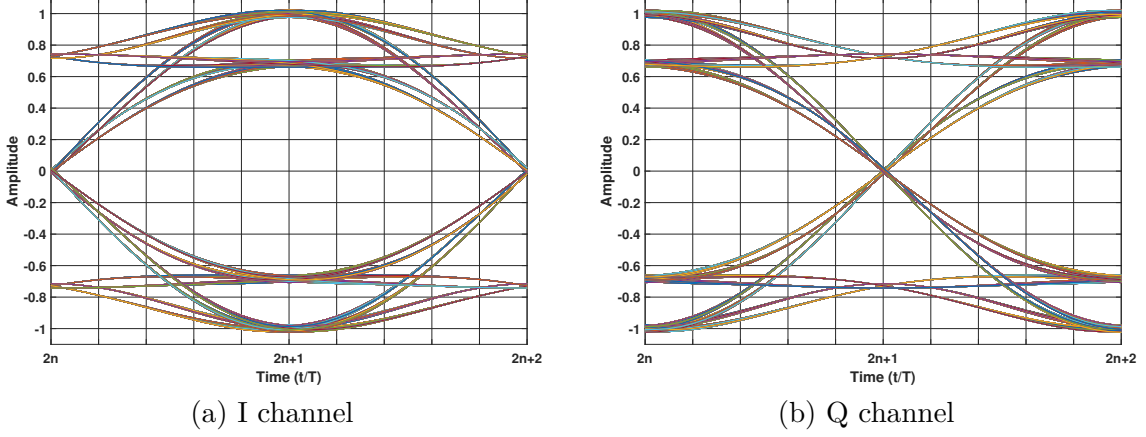 1
0.8
0.6
0.4
0.2
0
-0.2
-0.4
-0.6
-0.8
-1
Amplitude
2n 2n+1 2n+2
Time (t/T)
(a) I channel
1
0.8
0.6
0.4
0.2
0
-0.2
-0.4
-0.6
-0.8
-1
Amplitude
2n 2n+1 2n+2
Time (t/T)
(b) Q channel